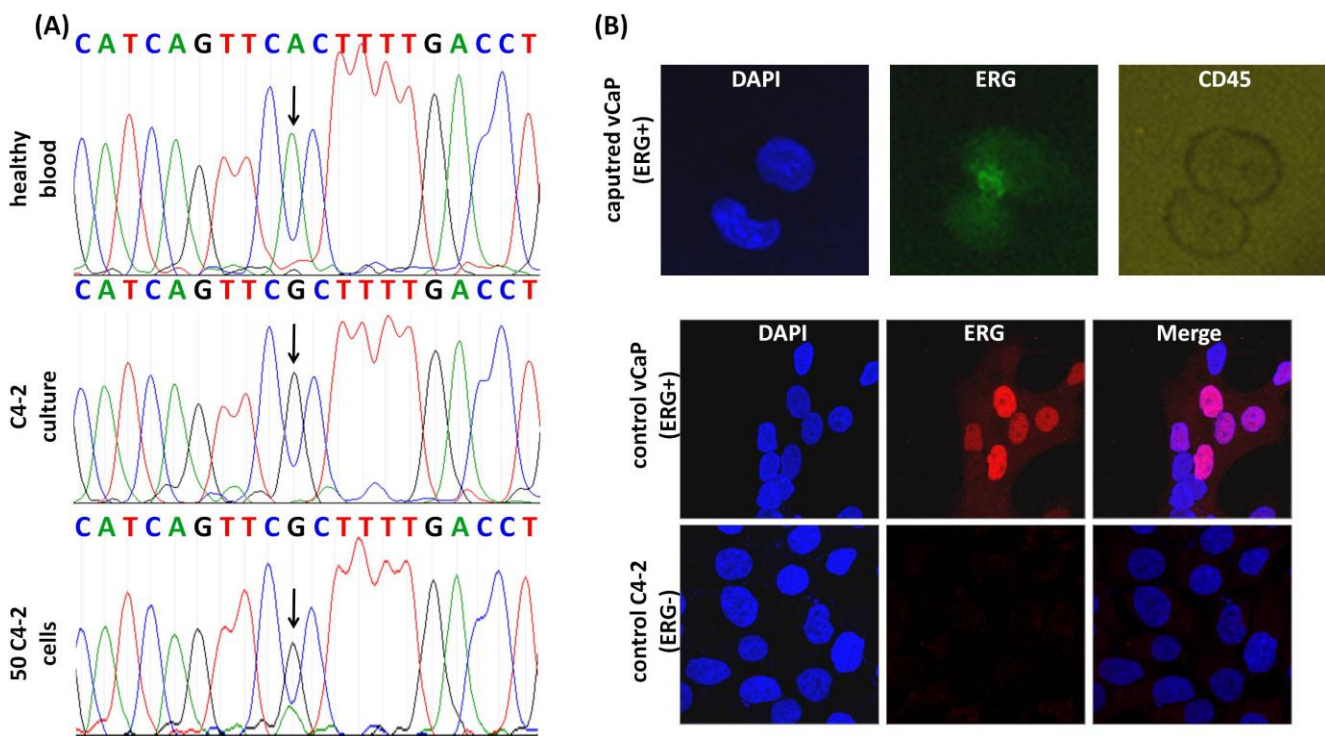 (A)
CATCAGTTCACTTTTGACCT
healthy
blood
CATCAGTTCGCTTTTGACCT
C4-2
culture
CATCAGTTCGCTTTTGACCT
50 C4-2
cells
(B)
DAPI
ERG
CD45
caputred vCaP
(ERG+)
DAPI
ERG
Merge
control vCaP
(ERG+)
control C4-2
(ERG-)